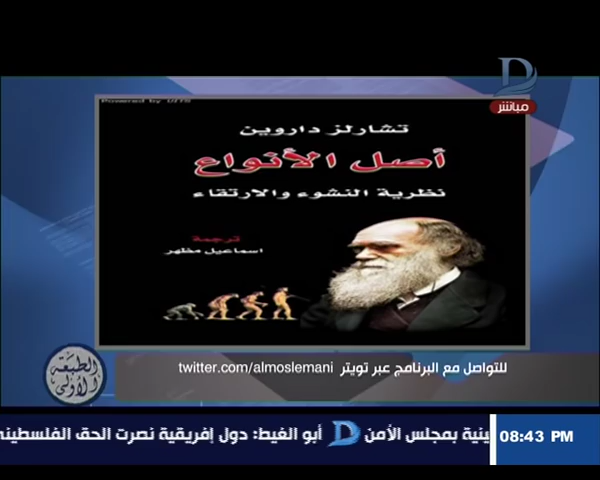 مباشر
Powered by
تشارلز داروين
أصل الأنواع
نظرية النشوء والارتقاء
ترجمة
اسماعيل مظهر
الطبعة الأولى
للتواصل مع البرنامج عبر تويتر twitter.com/almoslemani
ينية بمجلس الأمن أبو الغيط: دول إفريقية نصرت الحق الفلسطيني
08:43 PM